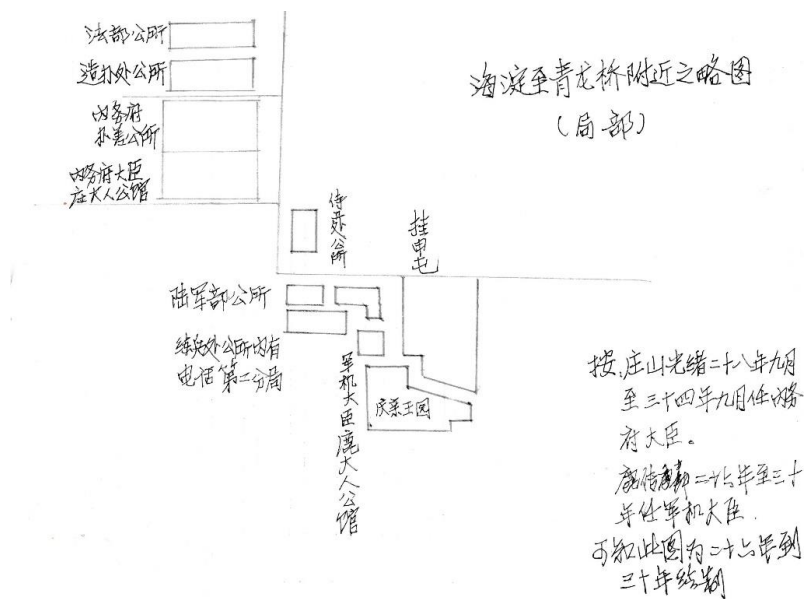 海淀至青龙桥附近之略图
(局部)
法部公所
造办处公所
内务府
公所
内务府大臣
庄大人公馆
侍卫处公所
挂甲屯
陆军部公所
练兵处公所内有
电话第二分局
军机大臣鹿大人公馆
庆亲王园
按:庄山光绪二十八年九月
至三十四年九月任内务
府大臣。
鹿传麟二十六年至三十
年任军机大臣.
可知此图为二十六年到
三十年绘制